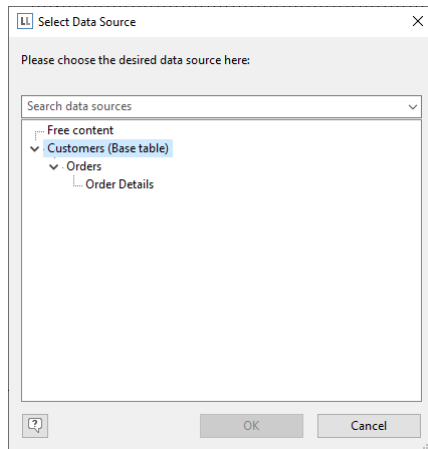 LL Select Data Source
Please choose the desired data source here:
Search data sources
Free content
Customers (Base table)
Orders
Order Details
OK Cancel